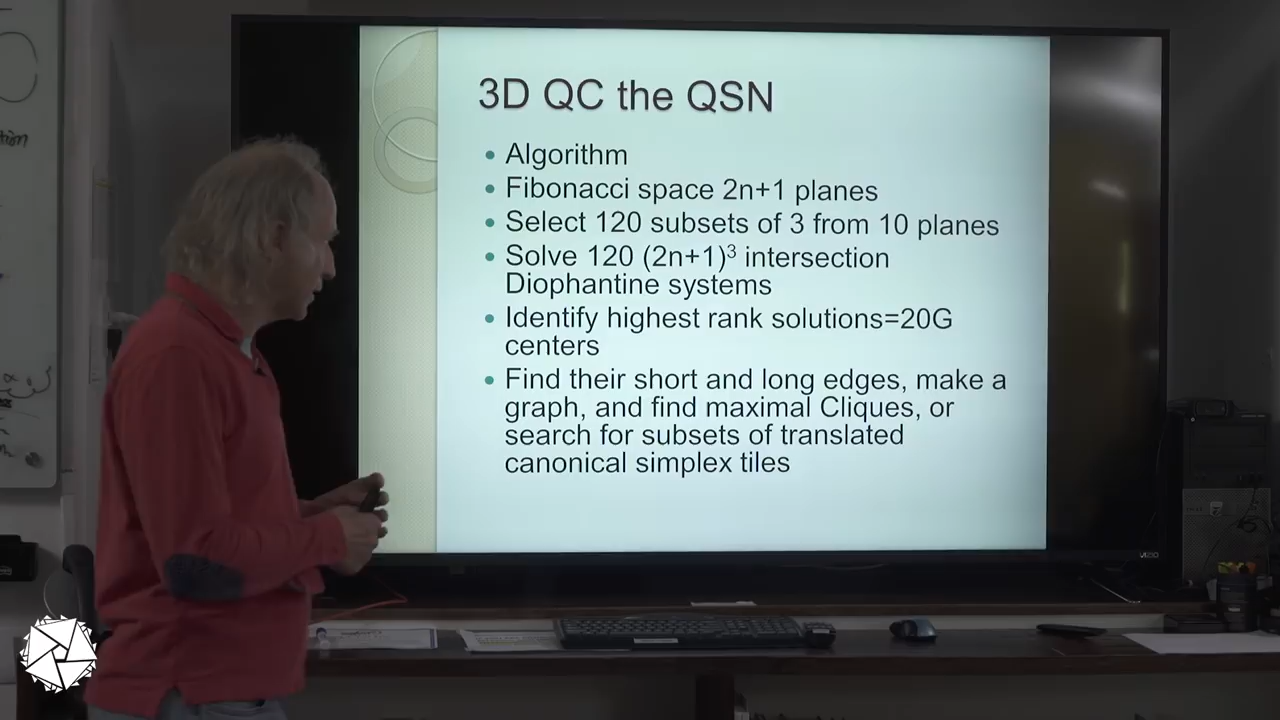 3D QC the QSN
• Algorithm
• Fibonacci space 2n+1 planes
• Select 120 subsets of 3 from 10 planes
• Solve 120 (2n+1)³ intersection
Diophantine systems
• Identify highest rank solutions=20G
centers
• Find their short and long edges, make a
graph, and find maximal Cliques, or
search for subsets of translated
canonical simplex tiles
VIZIO